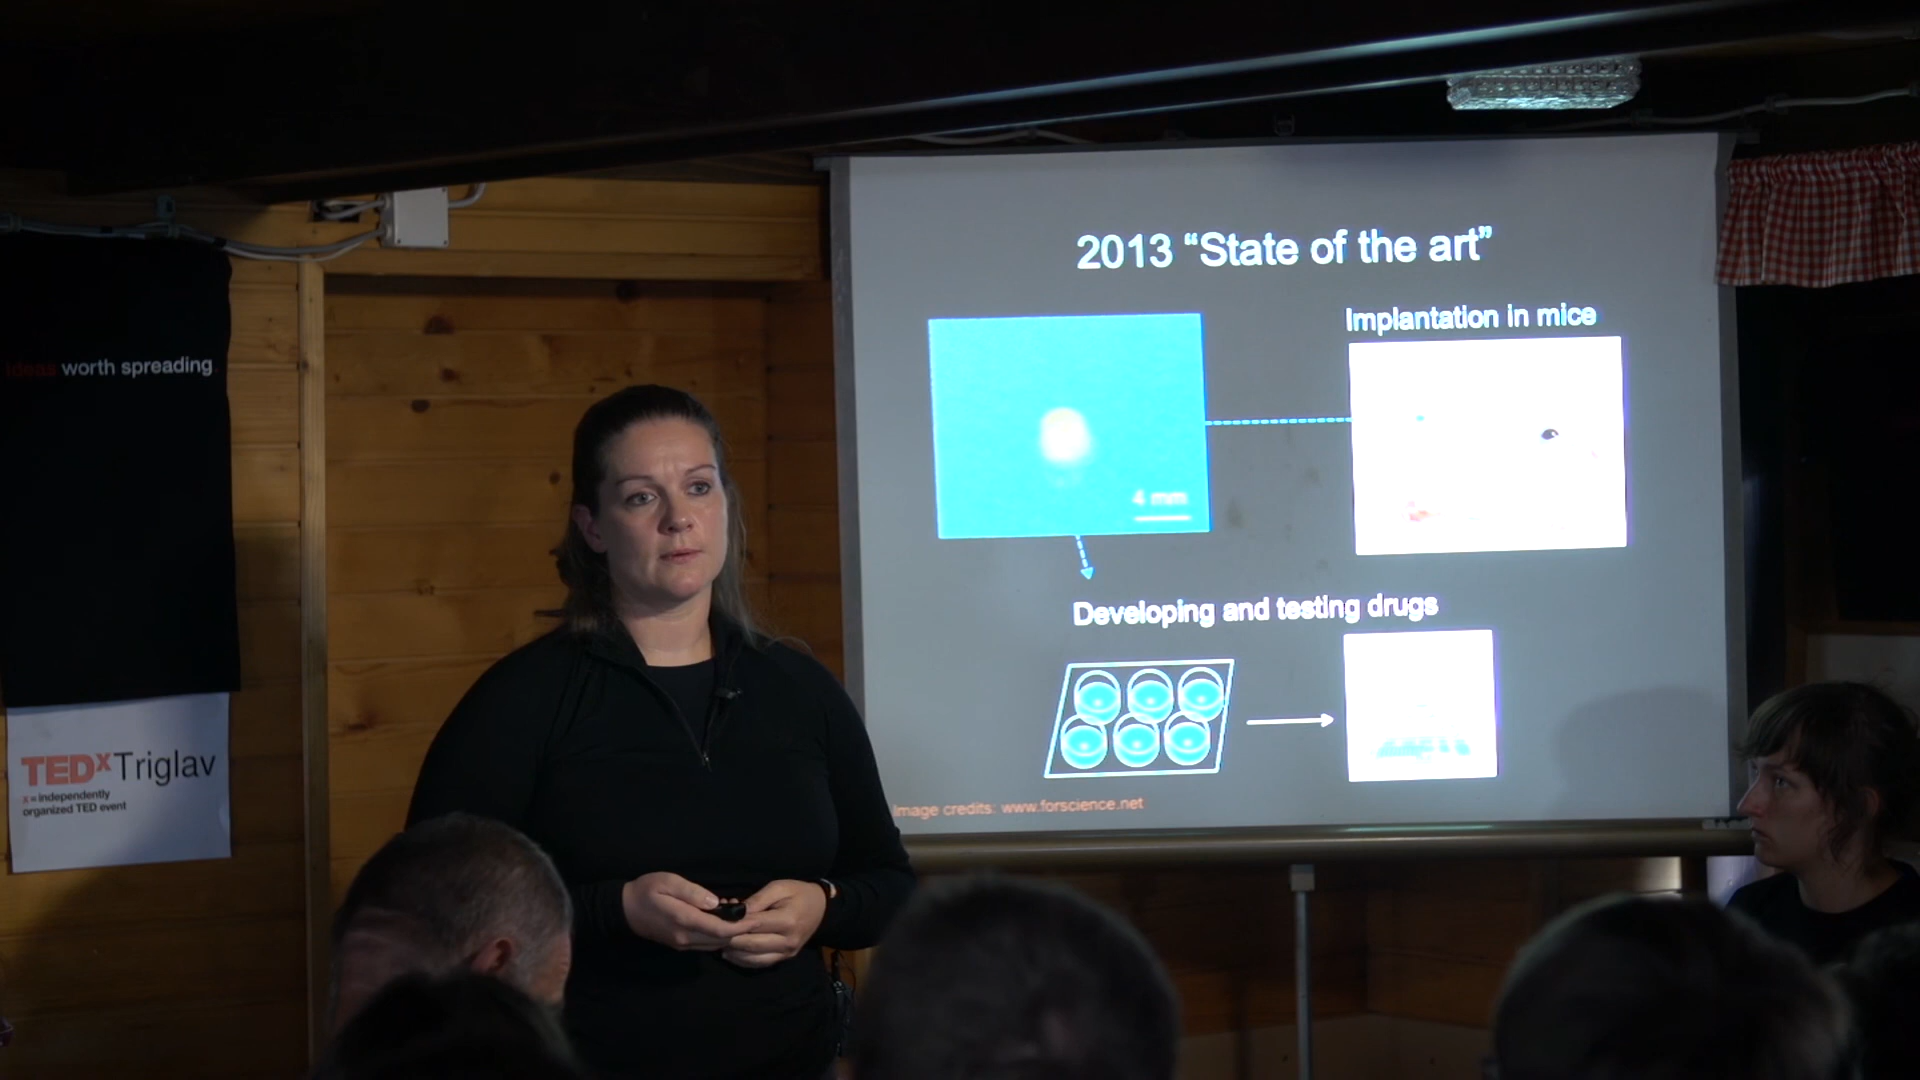 ideas worth spreading
TEDxTriglav
x = independently
organized TED event
2013 “State of the art”
Implantation in mice
4 mm
Developing and testing drugs
Image credits: www.forscience.net